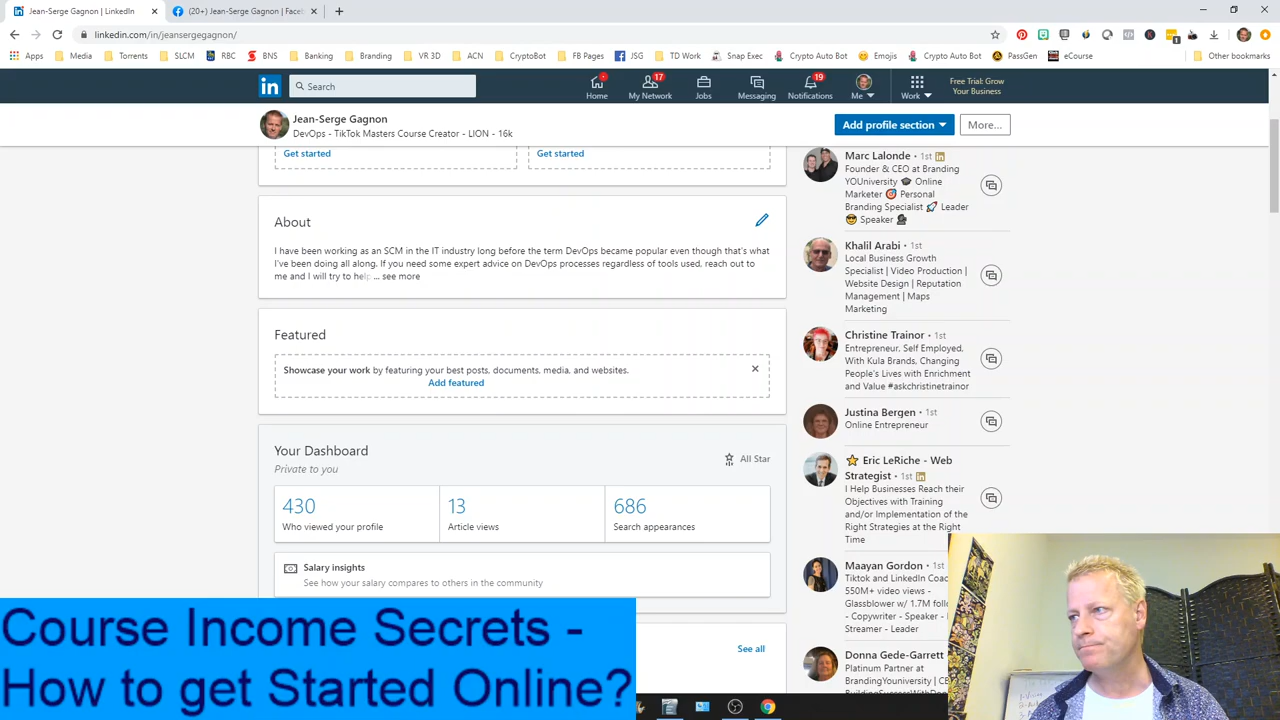 Jean-Serge Gagnon | LinkedIn
(20+) Jean-Serge Gagnon | Faceb
linkedin.com/in/jeansergegagnon/
Apps
Media
Torrents
SLCM
RBC
BNS
Banking
Branding
VR 3D
ACN
CryptoBot
FB Pages
JSG
TD Work
Snap Exec
Crypto Auto Bot
Emojis
Crypto Auto Bot
PassGen
eCourse
Other bookmarks
in
Search
Home
17
My Network
Jobs
Messaging
19
Notifications
Me
Work
Free Trial: Grow
Your Business
Jean-Serge Gagnon
DevOps - TikTok Masters Course Creator - LION - 16k
Add profile section
More...
Get started
Get started
About
I have been working as an SCM in the IT industry long before the term DevOps became popular even though that's what
I've been doing all along. If you need some expert advice on DevOps processes regardless of tools used, reach out to
me and I will try to help ... see more
Featured
Showcase your work by featuring your best posts, documents, media, and websites.
Add featured
Your Dashboard
Private to you
All Star
430
Who viewed your profile
13
Article views
686
Search appearances
Salary insights
See how your salary compares to others in the community
See all
Marc Lalonde • 1st
Founder & CEO at Branding
YOUniversity 🎓 Online
Marketer 🎯 Personal
Branding Specialist 🚀 Leader
😎 Speaker 🗣
Khalil Arabi • 1st
Local Business Growth
Specialist | Video Production |
Website Design | Reputation
Management | Maps
Marketing
Christine Trainor • 1st
Entrepreneur, Self Employed,
With Kula Brands, Changing
People's Lives with Enrichment
and Value #askchristinetrainor
Justina Bergen • 1st
Online Entrepreneur
⭐ Eric LeRiche - Web
Strategist • 1st
I Help Businesses Reach their
Objectives with Training
and/or Implementation of the
Right Strategies at the Right
Time
Maayan Gordon • 1st
Tiktok and LinkedIn Coac
550M+ video views -
Glassblower w/ 1.7M follo
- Copywriter - Speaker -
Streamer - Leader
Donna Gede-Garrett
Platinum Partner at
BrandingYouniversity | CE
BuildingSuccessWithDon
Course Income Secrets -
How to get Started Online?